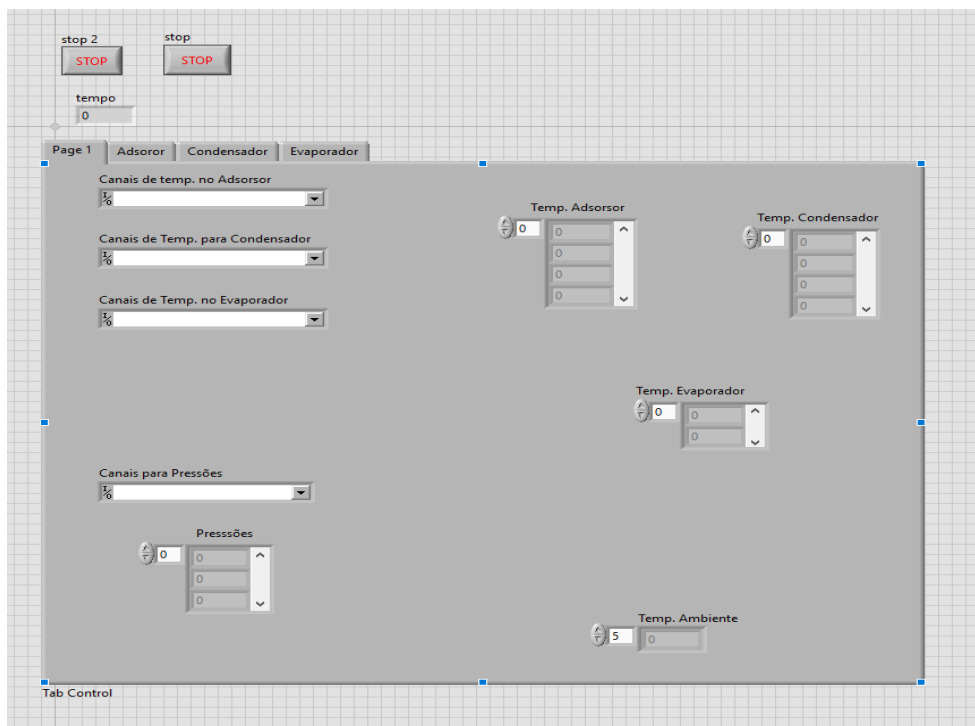 stop 2
stop
STOP
STOP
tempo
0
Page 1
Adsoror
Condensador
Evaporador
Canais de temp. no Adsorsor
Canais de Temp. para Condensador
Canais de Temp. no Evaporador
Temp. Adsorsor
0
0
0
0
0
Temp. Condensador
0
0
0
0
0
Temp. Evaporador
0
0
0
Canais para Pressões
Presssões
0
0
0
0
Temp. Ambiente
5
0
Tab Control